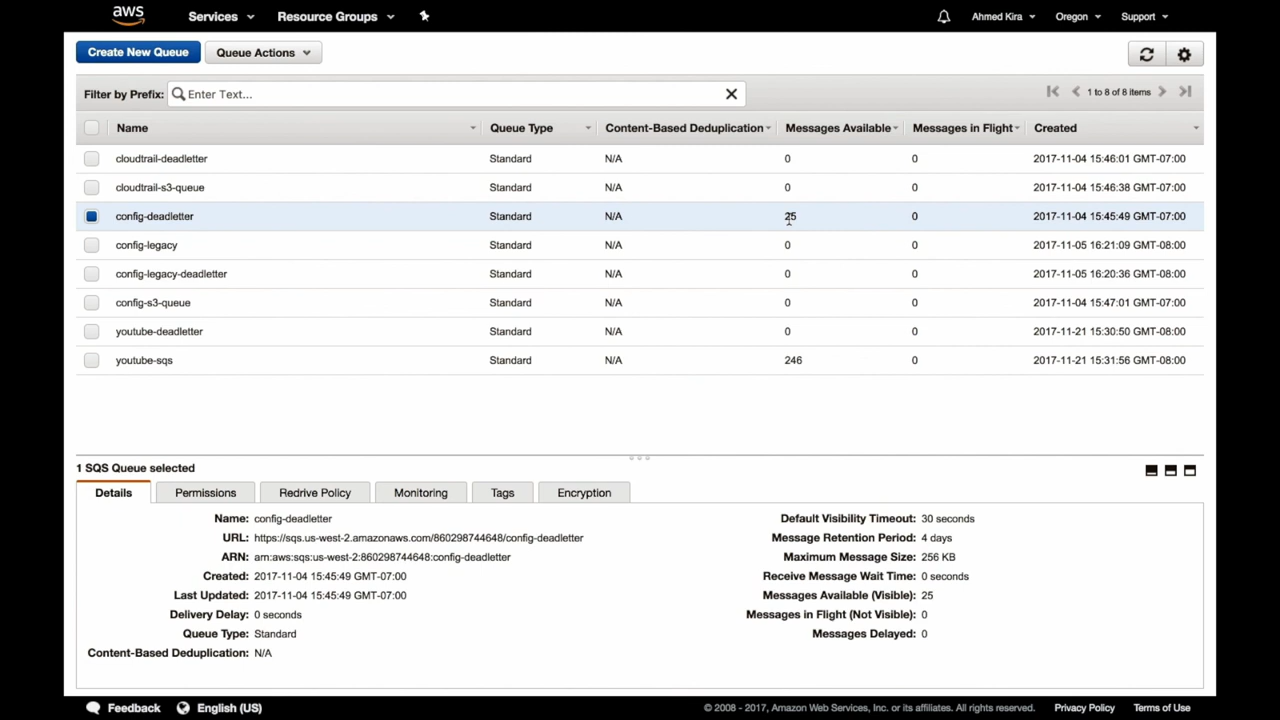 aws Services Resource Groups Ahmed Kira Oregon Support
Create New Queue Queue Actions
Filter by Prefix: Enter Text... 1 to 8 of 8 items
Name Queue Type Content-Based Deduplication Messages Available Messages in Flight Created
cloudtrail-deadletter Standard N/A 0 0 2017-11-04 15:46:01 GMT-07:00
cloudtrail-s3-queue Standard N/A 0 0 2017-11-04 15:46:38 GMT-07:00
config-deadletter Standard N/A 25 0 2017-11-04 15:45:49 GMT-07:00
config-legacy Standard N/A 0 0 2017-11-05 16:21:09 GMT-08:00
config-legacy-deadletter Standard N/A 0 0 2017-11-05 16:20:36 GMT-08:00
config-s3-queue Standard N/A 0 0 2017-11-04 15:47:01 GMT-07:00
youtube-deadletter Standard N/A 0 0 2017-11-21 15:30:50 GMT-08:00
youtube-sqs Standard N/A 246 0 2017-11-21 15:31:56 GMT-08:00
1 SQS Queue selected
Details Permissions Redrive Policy Monitoring Tags Encryption
Name: config-deadletter Default Visibility Timeout: 30 seconds
URL: https://sqs.us-west-2.amazonaws.com/860298744648/config-deadletter Message Retention Period: 4 days
ARN: arn:aws:sqs:us-west-2:860298744648:config-deadletter Maximum Message Size: 256 KB
Created: 2017-11-04 15:45:49 GMT-07:00 Receive Message Wait Time: 0 seconds
Last Updated: 2017-11-04 15:45:49 GMT-07:00 Messages Available (Visible): 25
Delivery Delay: 0 seconds Messages in Flight (Not Visible): 0
Queue Type: Standard Messages Delayed: 0
Content-Based Deduplication: N/A
Feedback English (US) © 2008 - 2017, Amazon Web Services, Inc. or its affiliates. All rights reserved. Privacy Policy Terms of Use